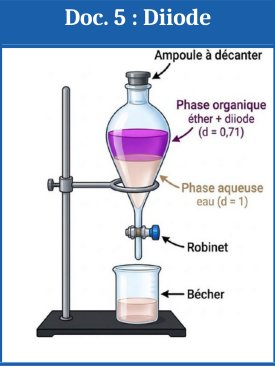 Doc. 5 : Diiode
Ampoule à décanter
Phase organique
éther + diiode
(d = 0,71)
Phase aqueuse
eau (d = 1)
Robinet
Bécher